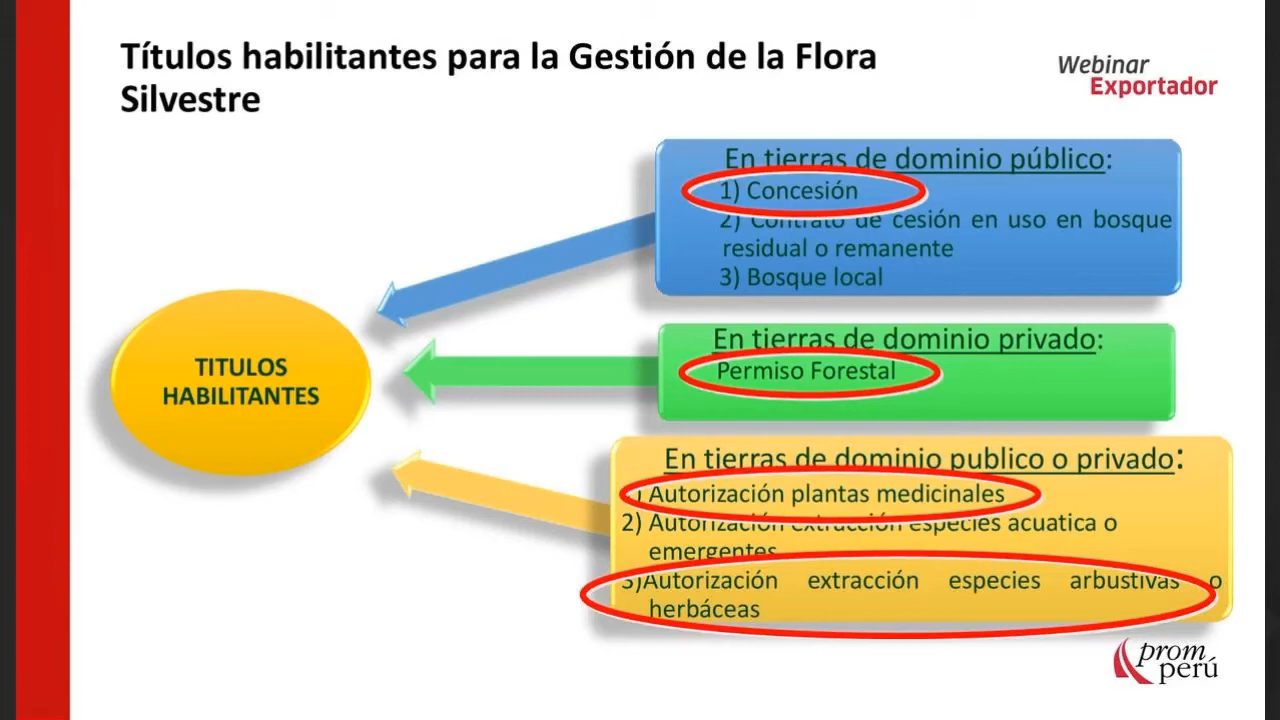 Títulos habilitantes para la Gestión de la Flora
Silvestre
Webinar
Exportador
En tierras de dominio público:
1) Concesión
2) Contrato de cesión en uso en bosque
residual o remanente
3) Bosque local
En tierras de dominio privado:
Permiso Forestal
TITULOS
HABILITANTES
En tierras de dominio publico o privado:
1) Autorización plantas medicinales
2) Autorización extracción especies acuatica o
emergentes
3)Autorización extracción especies arbustivas o
herbáceas
prom
perú